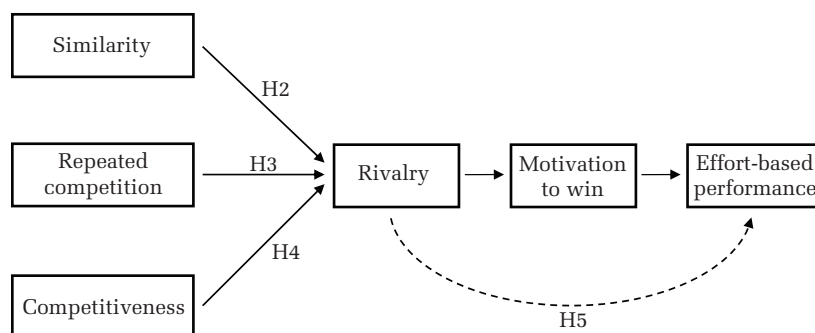 Similarity
H2
Repeated
competition
H3
Rivalry
Motivation
to win
Effort-based
performance
H4
Competitiveness
H5